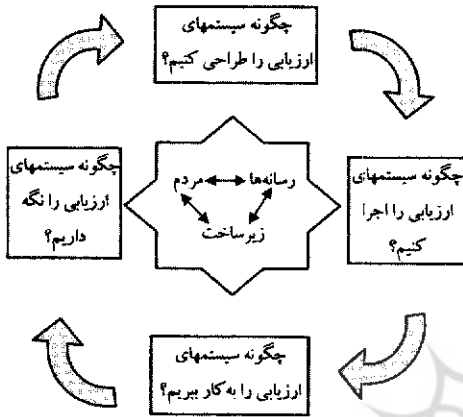 چگونه سیستمهای
ارزیابی را طراحی کنیم؟
چگونه سیستمهای
ارزیابی را اجرا
کنیم؟
رسانه‌ها
مردم
زیرساخت
چگونه سیستمهای
ارزیابی را نگه
داریم؟
چگونه سیستمهای
ارزیابی را به کار ببریم؟